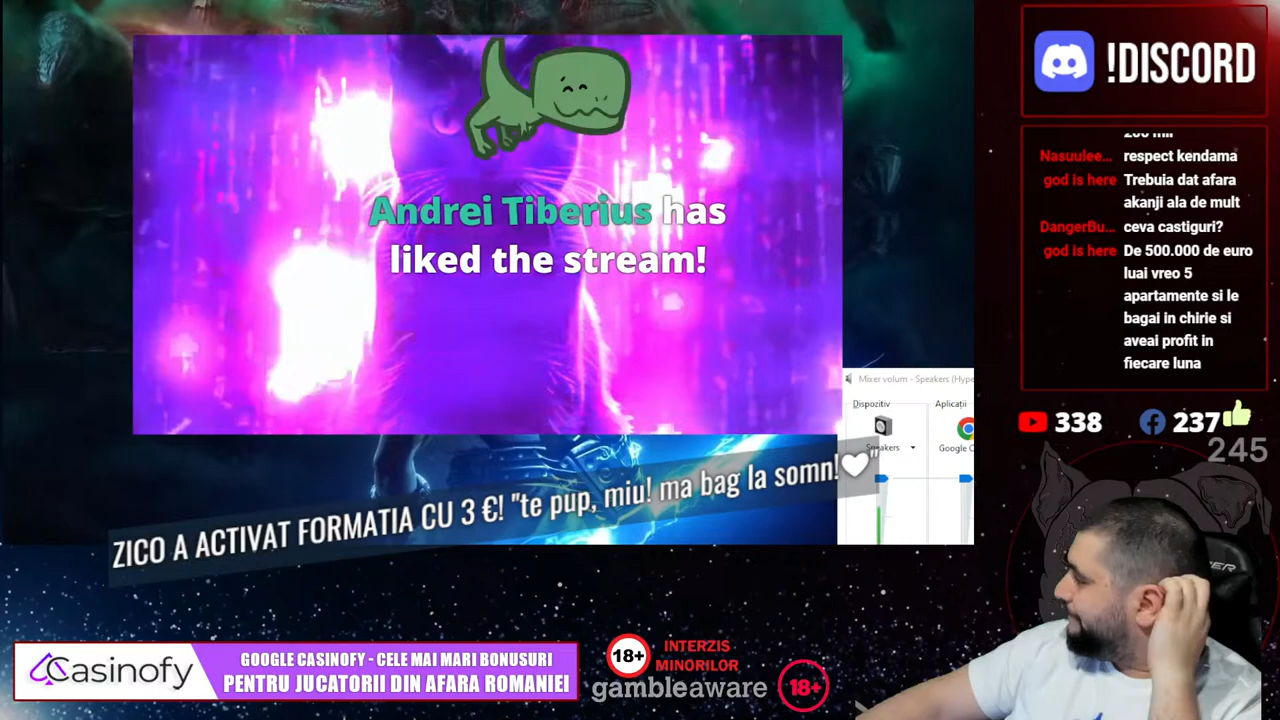 !DISCORD
Nasuulee... respect kendama
god is here Trebuia dat afara
akanji ala de mult
DangerBu... ceva castiguri?
god is here De 500.000 de euro
luai vreo 5
apartamente si le
bagai in chirie si
aveai profit in
fiecare luna
Andrei Tiberius has
liked the stream!
Mixer volum - Speakers (Hype
Dispozitiv
Aplicații
Google C
338
237
245
ZICO A ACTIVAT FORMATIA CU 3 €! "te pup, miu! ma bag la somn!🤍"
Casinofy
GOOGLE CASINOFY - CELE MAI MARI BONUSURI
PENTRU JUCATORII DIN AFARA ROMANIEI
18+
INTERZIS
MINORILOR
gambleaware
18+